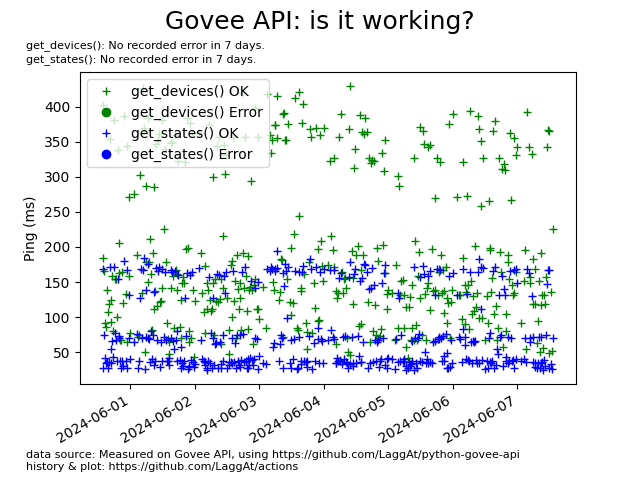 Govee API: is it working?
get_devices(): No recorded error in 7 days.
get_states(): No recorded error in 7 days.
get_devices() OK
get_devices() Error
get_states() OK
get_states() Error
Ping (ms)
400
350
300
250
200
150
100
50
2024-06-01
2024-06-02
2024-06-03
2024-06-04
2024-06-05
2024-06-06
2024-06-07
data source: Measured on Govee API, using https://github.com/LaggAt/python-govee-api
history & plot: https://github.com/LaggAt/actions